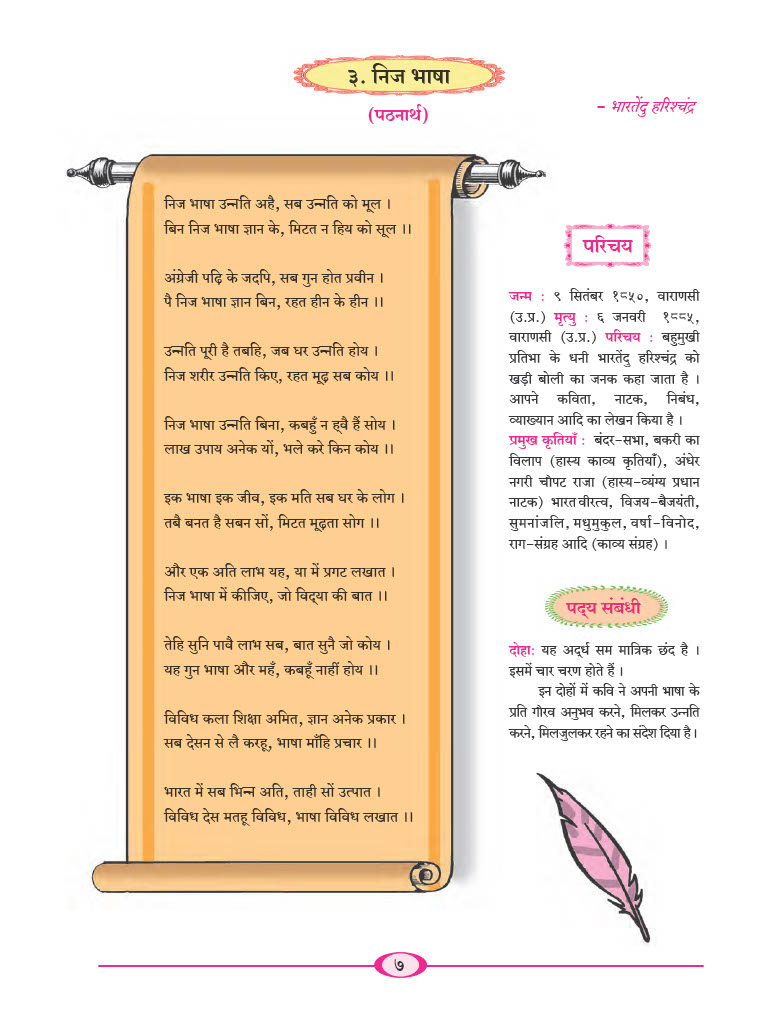 ३. निज भाषा
(पठनार्थ)
– भारतेंदु हरिश्चंद्र
निज भाषा उन्नति अहै, सब उन्नति को मूल ।
बिन निज भाषा ज्ञान के, मिटत न हिय को सूल ।।
अंग्रेजी पढ़ि के जदपि, सब गुन होत प्रवीन ।
पै निज भाषा ज्ञान बिन, रहत हीन के हीन ।।
उन्नति पूरी है तबहि, जब घर उन्नति होय ।
निज शरीर उन्नति किए, रहत मूढ़ सब कोय ।।
निज भाषा उन्नति बिना, कबहुँ न ह्वै हैं सोय ।
लाख उपाय अनेक यों, भले करे किन कोय ।।
इक भाषा इक जीव, इक मति सब घर के लोग ।
तबै बनत है सबन सों, मिटत मूढ़ता सोग ।।
और एक अति लाभ यह, या में प्रगट लखात ।
निज भाषा में कीजिए, जो विद्या की बात ।।
तेहि सुनि पावै लाभ सब, बात सुनै जो कोय ।
यह गुन भाषा और महँ, कबहूँ नाहीं होय ।।
विविध कला शिक्षा अमित, ज्ञान अनेक प्रकार ।
सब देसन से लै करहू, भाषा माँहि प्रचार ।।
भारत में सब भिन्न अति, ताही सों उत्पात ।
विविध देस मतहू विविध, भाषा विविध लखात ।।
परिचय
जन्म : ९ सितंबर १८५०, वाराणसी
(उ.प्र.) मृत्यु : ६ जनवरी १८८५,
वाराणसी (उ.प्र.) परिचय : बहुमुखी
प्रतिभा के धनी भारतेंदु हरिश्चंद्र को
खड़ी बोली का जनक कहा जाता है ।
आपने कविता, नाटक, निबंध,
व्याख्यान आदि का लेखन किया है ।
प्रमुख कृतियाँ : बंदर-सभा, बकरी का
विलाप (हास्य काव्य कृतियाँ), अंधेर
नगरी चौपट राजा (हास्य-व्यंग्य प्रधान
नाटक) भारत वीरत्व, विजय-बैजयंती,
सुमनांजलि, मधुमुकुल, वर्षा-विनोद,
राग-संग्रह आदि (काव्य संग्रह) ।
पद्य संबंधी
दोहाः यह अर्द्ध सम मात्रिक छंद है ।
इसमें चार चरण होते हैं ।
इन दोहों में कवि ने अपनी भाषा के
प्रति गौरव अनुभव करने, मिलकर उन्नति
करने, मिलजुलकर रहने का संदेश दिया है।
७